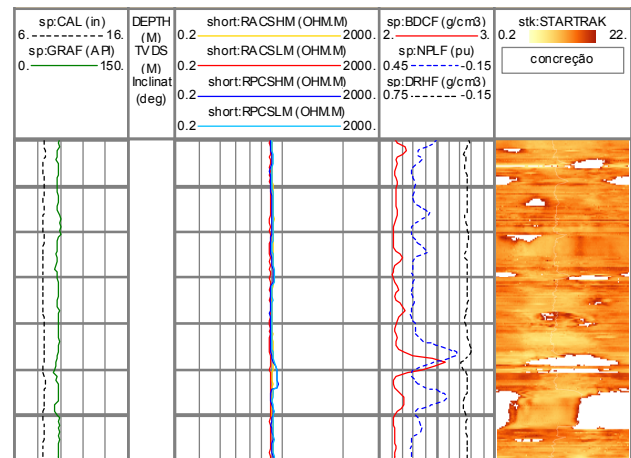 sp:CAL (in)
6. 16.
sp:GRAF (API)
0. 150.
DEPTH
(M)
TVDS
(M)
Inclinat
(deg)
short:RACSHM (OHM.M)
0.2 2000.
short:RACSLM (OHM.M)
0.2 2000.
short:RPCSHM (OHM.M)
0.2 2000.
short:RPCSLM (OHM.M)
0.2 2000.
sp:BDCF (g/cm3)
2. 3.
sp:NPLF (pu)
0.45 -0.15
sp:DRHF (g/cm3)
0.75 -0.15
stk:STARTRAK
0.2 22.
concreção